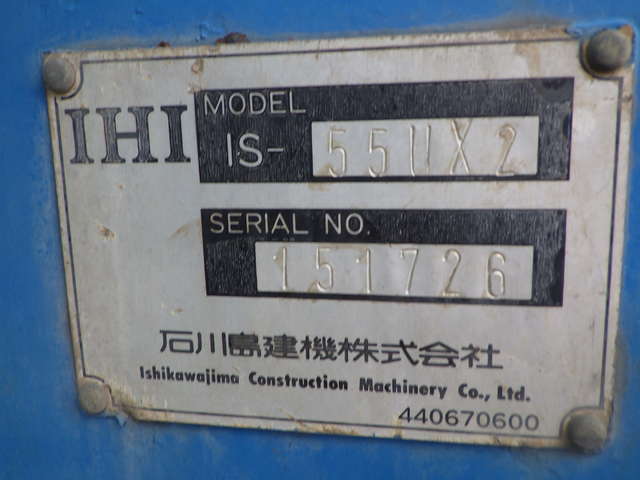 IHI
MODEL
IS- 55UX2
SERIAL NO.
151726
石川島建機株式会社
Ishikawajima Construction Machinery Co., Ltd.
440670600